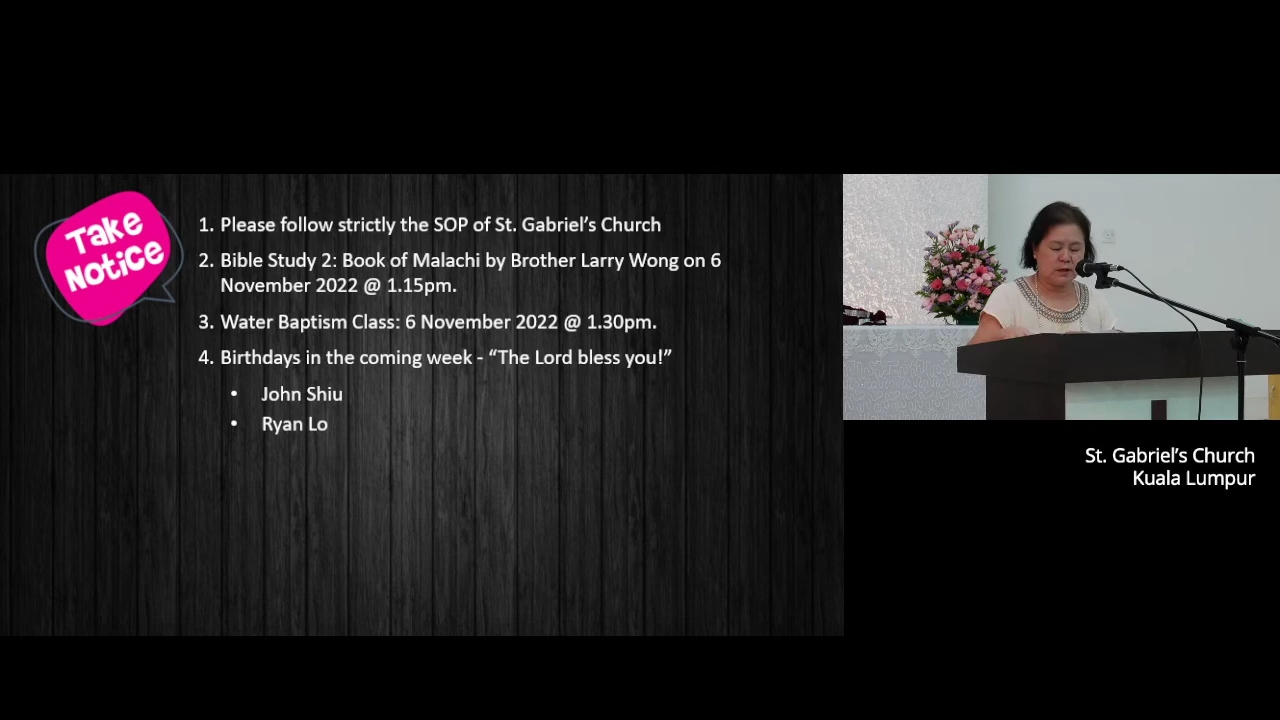 Take
Notice
1. Please follow strictly the SOP of St. Gabriel’s Church
2. Bible Study 2: Book of Malachi by Brother Larry Wong on 6
November 2022 @ 1.15pm.
3. Water Baptism Class: 6 November 2022 @ 1.30pm.
4. Birthdays in the coming week - “The Lord bless you!”
• John Shiu
• Ryan Lo
St. Gabriel’s Church
Kuala Lumpur